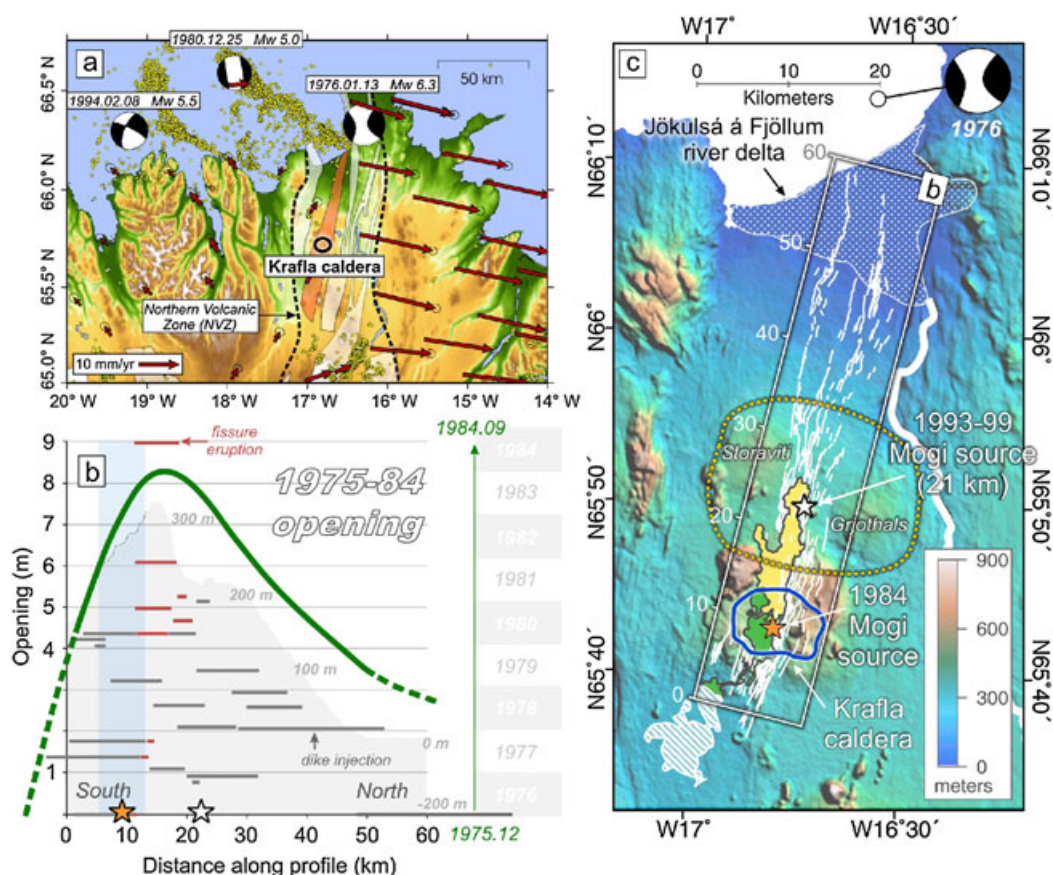 a
1980.12.25 Mw 5.0
1994.02.08 Mw 5.5
1976.01.13 Mw 6.3
50 km
Krafla caldera
Northern Volcanic
Zone (NVZ)
10 mm/yr
66.5°
66.0°
65.5°
65.0°
20° W
19° W
18° W
17° W
16° W
15° W
14° W
b
1975-84
opening
fissure
eruption
dike injection
300 m
200 m
100 m
0 m
-200 m
South
North
Opening (m)
9
8
7
6
5
4
1
0
10
20
30
40
50
60
Distance along profile (km)
1984.09
1984
1983
1982
1981
1980
1979
1978
1977
1976
1975.12
c
W17°
W16°30´
0
10
20
Kilometers
1976
Jökulsá á Fjöllum
river delta
b
60
50
40
30
20
10
0
Storaviti
Grjothals
1993-99
Mogi source
(21 km)
1984
Mogi
source
Krafla
caldera
900
600
300
0
meters
N66°10´
N66°
N65°50´
N65°40´
N66°10´
N66°
N65°50´
N65°40´
W17°
W16°30´